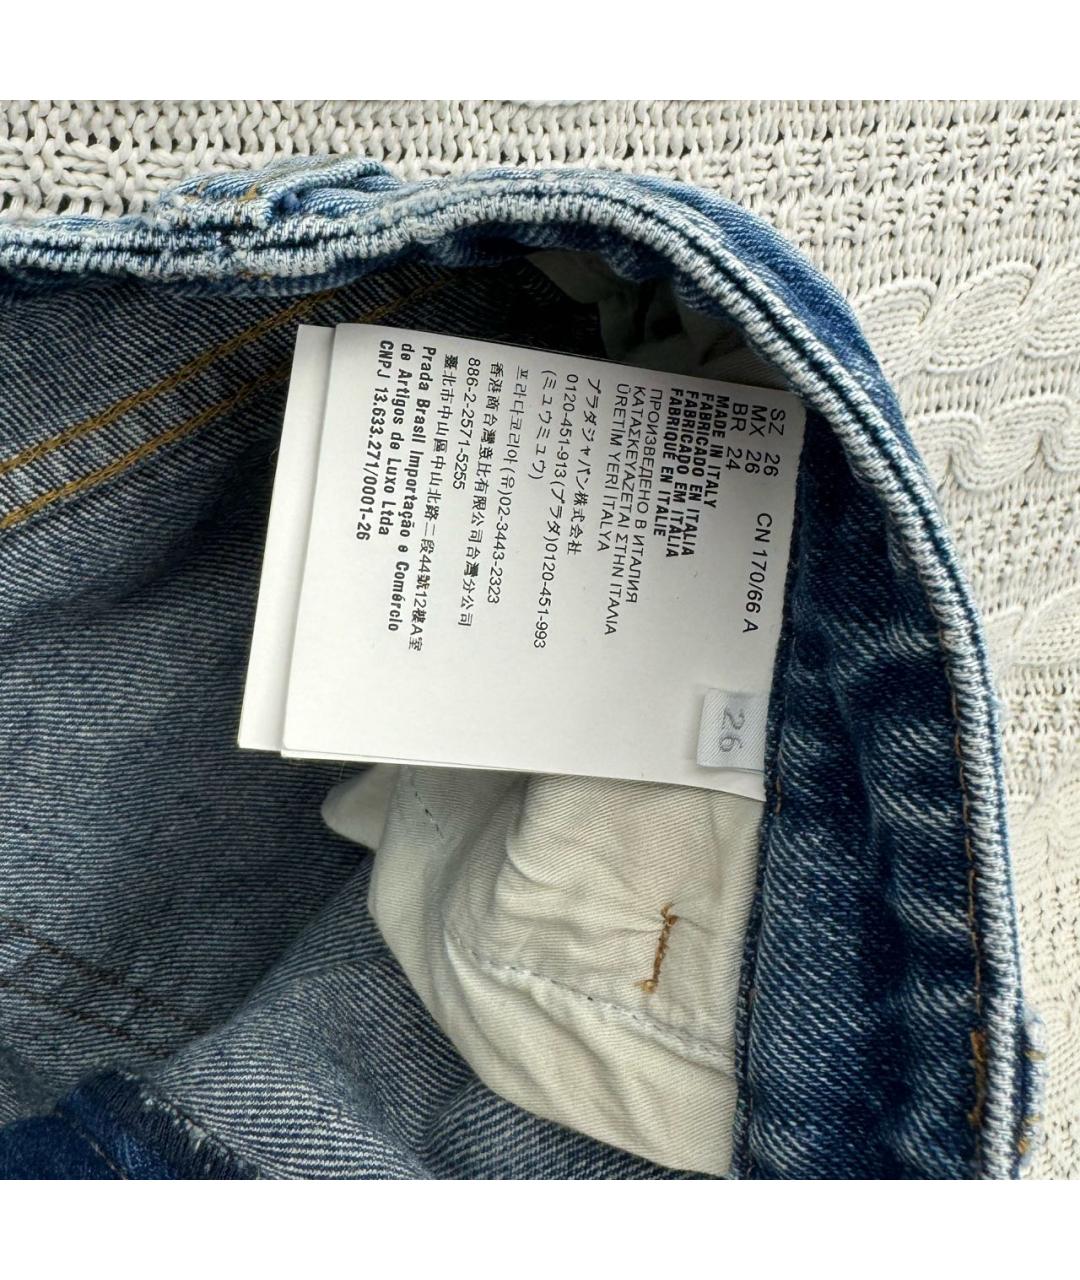 SZ 26 CN 170/66 A
MX 26
BR 24
MADE IN ITALY
FABRICADO EN ITALIA
FABRICADO EM ITÁLIA
FABRIQUÉ EN ITALIE
ПРОИЗВЕДЕНО В ИТАЛИЯ
ΚΑΤΑΣΚΕΥΑΖΕΤΑΙ ΣΤΗΝ ΙΤΑΛΙΑ
ÜRETIM YERİ İTALYA
プラダジャパン株式会社
0120-451-913(プラダ)0120-451-993
(ミュウミュウ)
프라다코리아(유)02-3443-2323
香港商台灣登比有限公司台灣分公司
886-2-2571-5255
臺北市中山區中山北路二段44號12樓A室
Prada Brasil Importação e Comércio
de Artigos de Luxo Ltda
CNPJ 13.633.271/0001-26
26